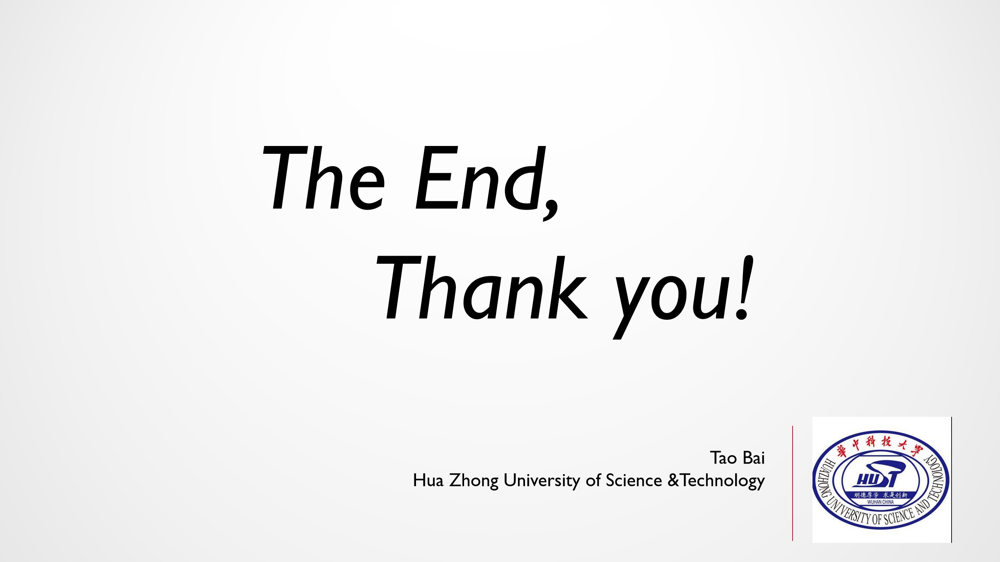 The End,
Thank you!
Tao Bai
Hua Zhong University of Science &Technology
華中科技大學
HUAZHONG UNIVERSITY OF SCIENCE AND TECHNOLOGY
HUST
明德厚学 求是创新
WUHAN CHINA